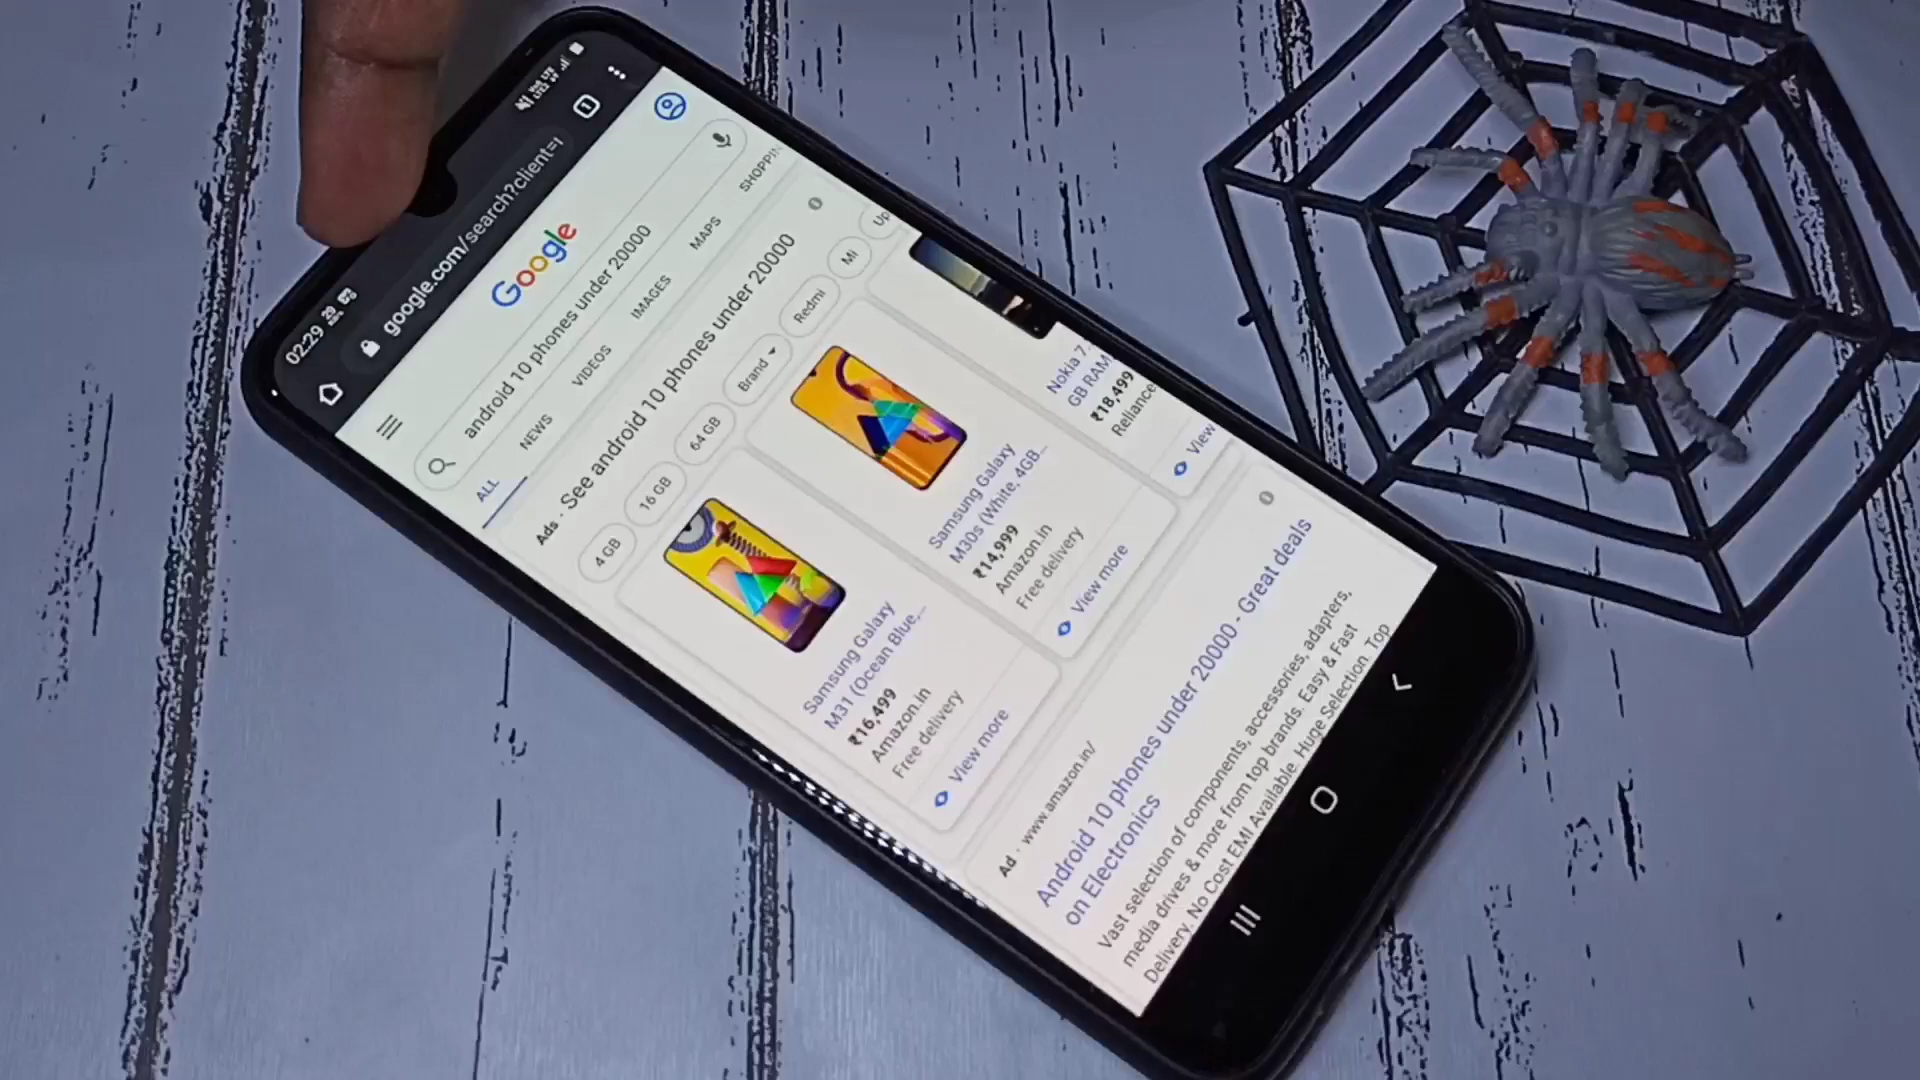 02:29
google.com/search?client=
1
Google
android 10 phones under 20000
ALL NEWS VIDEOS IMAGES MAPS SHOPPIN
Ads · See android 10 phones under 20000
4 GB 16 GB 64 GB Brand Redmi Mi Up
Samsung Galaxy
M31 (Ocean Blue,...
₹16,499
Amazon.in
Free delivery
View more
Samsung Galaxy
M30s (White, 4GB...
₹14,999
Amazon.in
Free delivery
View more
Nokia 7.
GB RAM
₹18,499
Reliance
View
Ad · www.amazon.in/
Android 10 phones under 20000 - Great deals
on Electronics
Vast selection of components, accessories, adapters,
media drives & more from top brands. Easy & Fast
Delivery. No Cost EMI Available. Huge Selection. Top